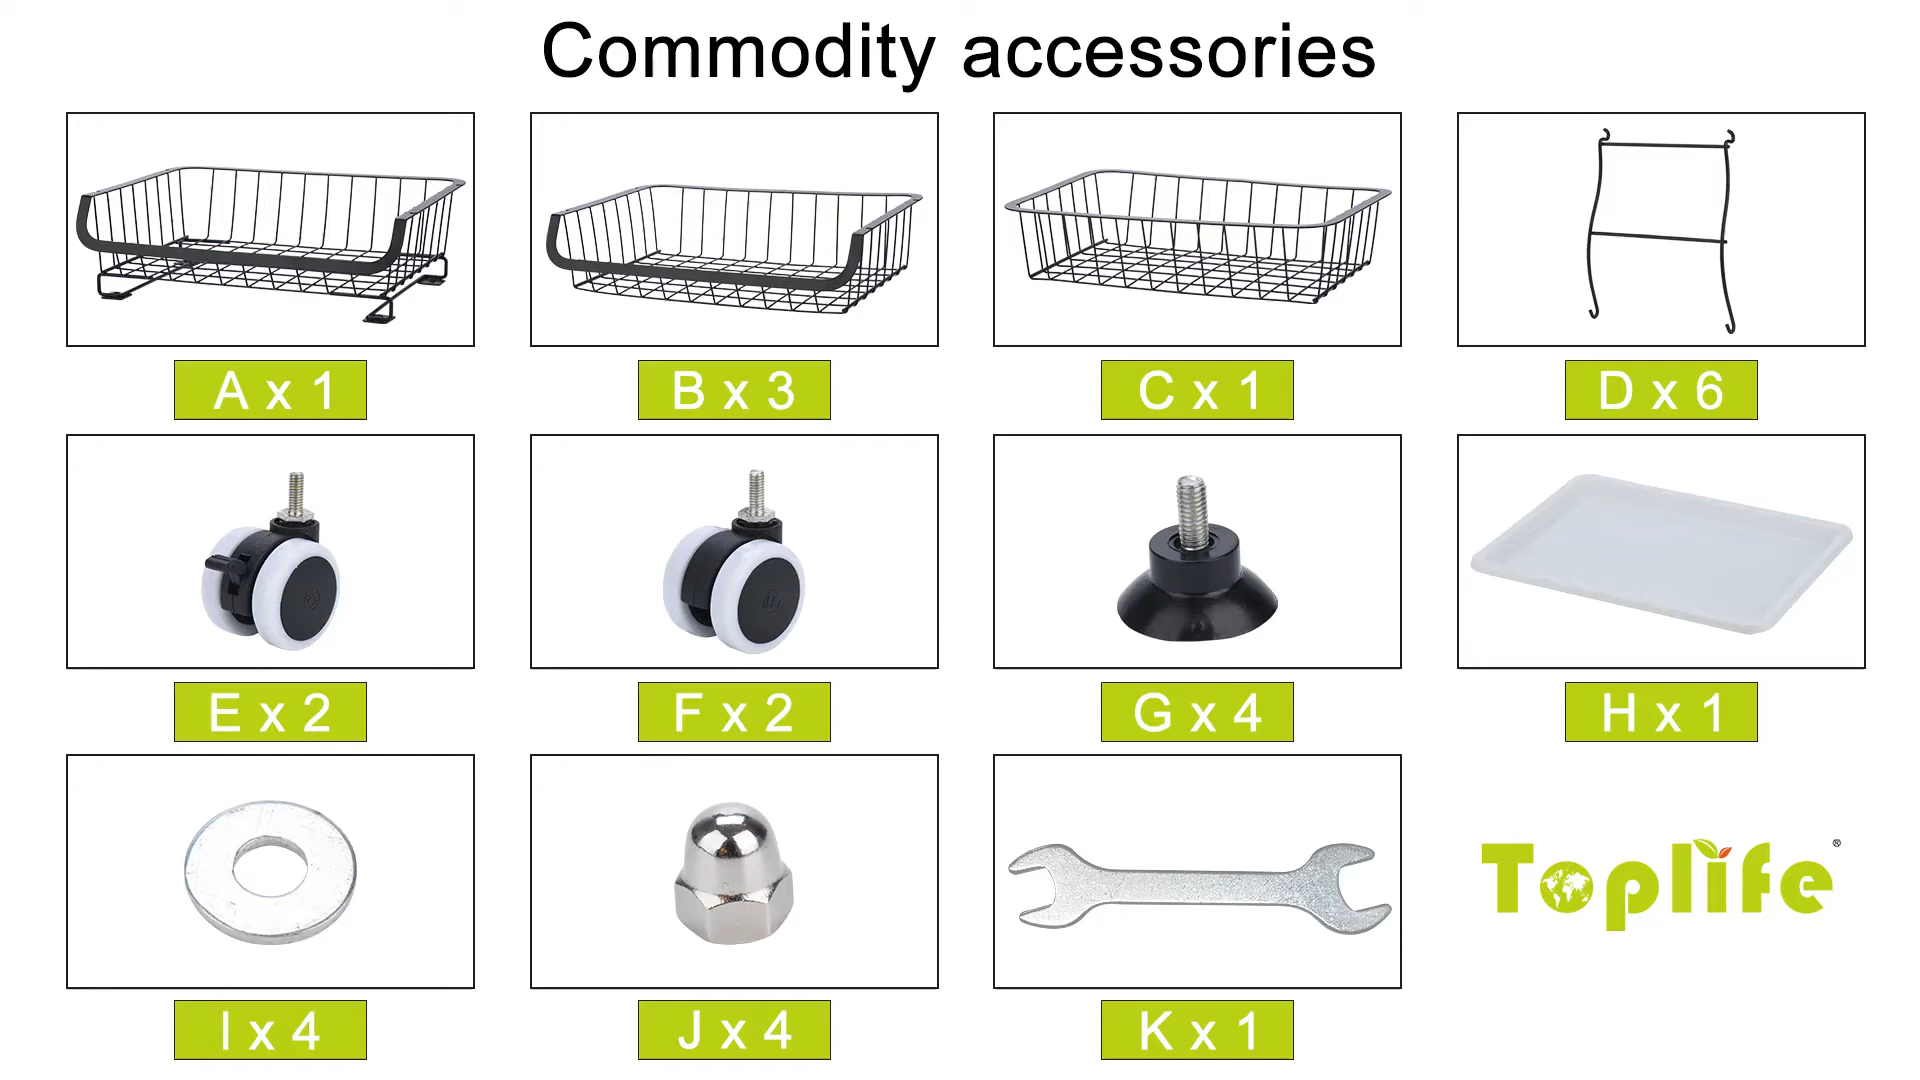 Commodity accessories
A x 1
B x 3
C x 1
D x 6
E x 2
F x 2
G x 4
H x 1
I x 4
J x 4
K x 1
Toplife®